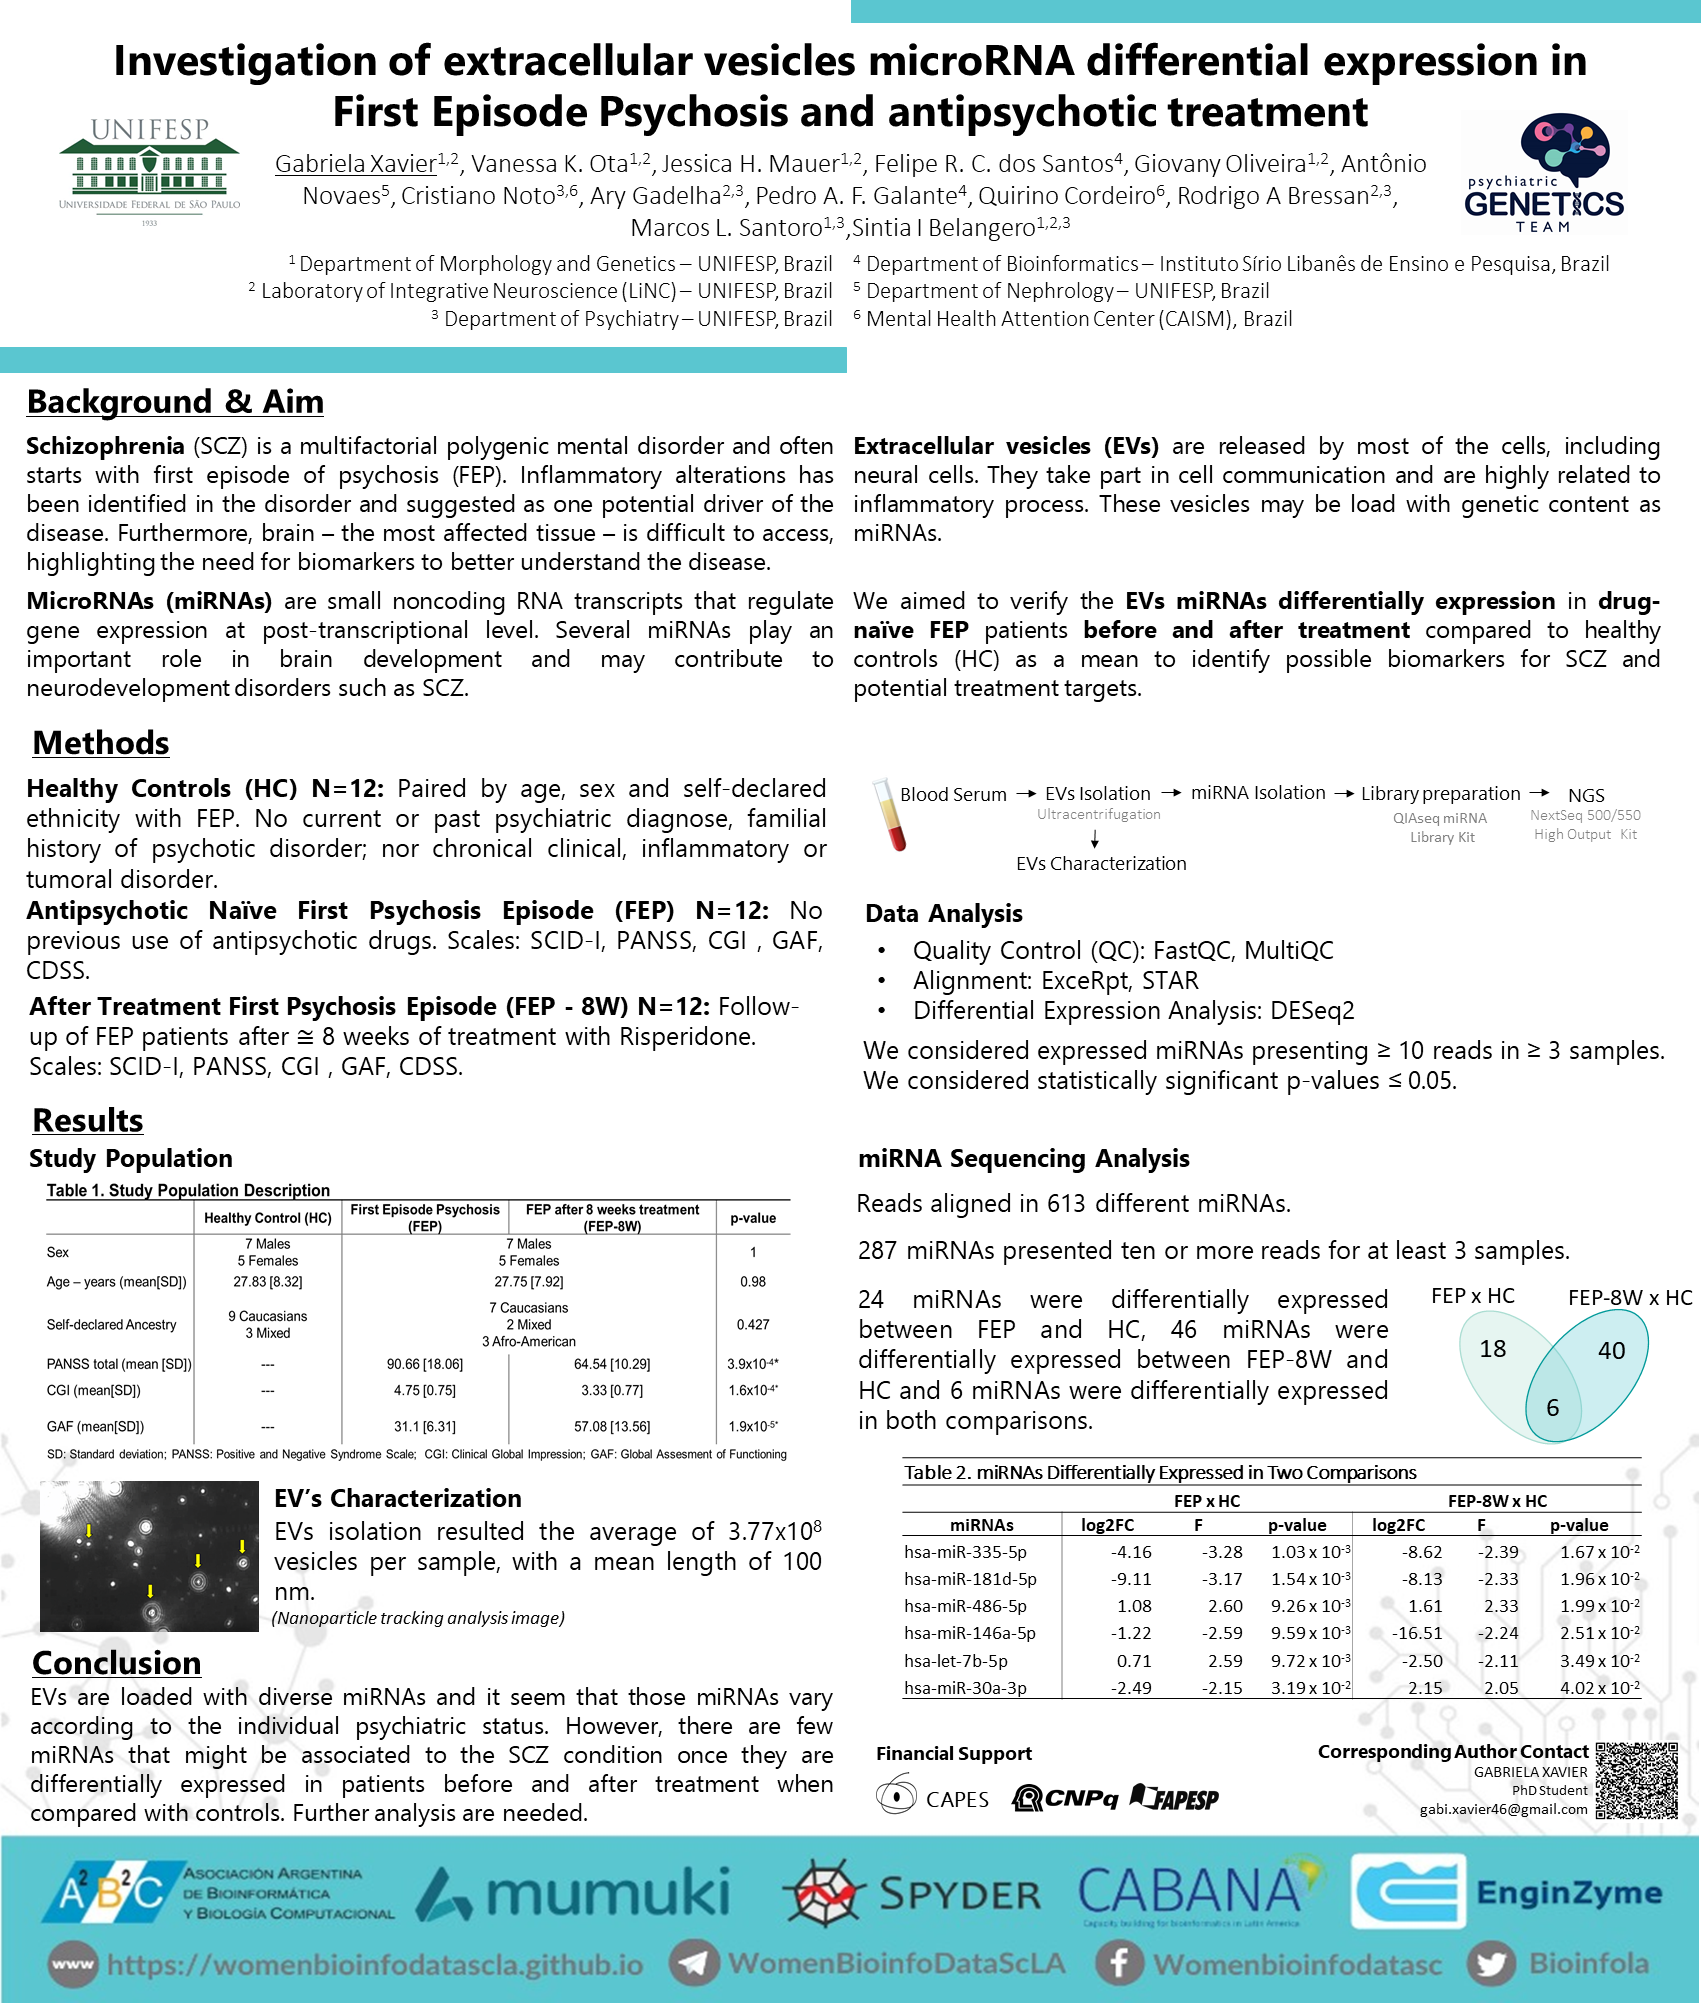 Investigation of extracellular vesicles microRNA differential expression in
First Episode Psychosis and antipsychotic treatment
UNIFESP
UNIVERSIDADE FEDERAL DE SÃO PAULO
1933
psychiatric
GENETICS
TEAM
Gabriela Xavier1,2, Vanessa K. Ota1,2, Jessica H. Mauer1,2, Felipe R. C. dos Santos4, Giovany Oliveira1,2, Antônio
Novaes5, Cristiano Noto3,6, Ary Gadelha2,3, Pedro A. F. Galante4, Quirino Cordeiro6, Rodrigo A Bressan2,3,
Marcos L. Santoro1,3,Sintia I Belangero1,2,3
1 Department of Morphology and Genetics – UNIFESP, Brazil
2 Laboratory of Integrative Neuroscience (LiNC) – UNIFESP, Brazil
3 Department of Psychiatry – UNIFESP, Brazil
4 Department of Bioinformatics – Instituto Sírio Libanês de Ensino e Pesquisa, Brazil
5 Department of Nephrology – UNIFESP, Brazil
6 Mental Health Attention Center (CAISM), Brazil
Background & Aim
Schizophrenia (SCZ) is a multifactorial polygenic mental disorder and often
starts with first episode of psychosis (FEP). Inflammatory alterations has
been identified in the disorder and suggested as one potential driver of the
disease. Furthermore, brain – the most affected tissue – is difficult to access,
highlighting the need for biomarkers to better understand the disease.
MicroRNAs (miRNAs) are small noncoding RNA transcripts that regulate
gene expression at post-transcriptional level. Several miRNAs play an
important role in brain development and may contribute to
neurodevelopment disorders such as SCZ.
Extracellular vesicles (EVs) are released by most of the cells, including
neural cells. They take part in cell communication and are highly related to
inflammatory process. These vesicles may be load with genetic content as
miRNAs.
We aimed to verify the EVs miRNAs differentially expression in drug-
naïve FEP patients before and after treatment compared to healthy
controls (HC) as a mean to identify possible biomarkers for SCZ and
potential treatment targets.
Methods
Healthy Controls (HC) N=12: Paired by age, sex and self-declared
ethnicity with FEP. No current or past psychiatric diagnose, familial
history of psychotic disorder; nor chronical clinical, inflammatory or
tumoral disorder.
Antipsychotic Naïve First Psychosis Episode (FEP) N=12: No
previous use of antipsychotic drugs. Scales: SCID-I, PANSS, CGI , GAF,
CDSS.
After Treatment First Psychosis Episode (FEP - 8W) N=12: Follow-
up of FEP patients after ≅ 8 weeks of treatment with Risperidone.
Scales: SCID-I, PANSS, CGI , GAF, CDSS.
Blood Serum → EVs Isolation → miRNA Isolation → Library preparation → NGS
Ultracentrifugation
QIAseq miRNA
Library Kit
NextSeq 500/550
High Output Kit
EVs Characterization
Data Analysis
• Quality Control (QC): FastQC, MultiQC
• Alignment: ExceRpt, STAR
• Differential Expression Analysis: DESeq2
We considered expressed miRNAs presenting ≥ 10 reads in ≥ 3 samples.
We considered statistically significant p-values ≤ 0.05.
Results
Study Population
Table 1. Study Population Description
Healthy Control (HC) First Episode Psychosis (FEP) FEP after 8 weeks treatment (FEP-8W) p-value
Sex 7 Males 5 Females 7 Males 5 Females 1
Age – years (mean[SD]) 27.83 [8.32] 27.75 [7.92] 0.98
Self-declared Ancestry 9 Caucasians 3 Mixed 7 Caucasians 2 Mixed 3 Afro-American 0.427
PANSS total (mean [SD]) --- 90.66 [18.06] 64.54 [10.29] 3.9x10-4*
CGI (mean[SD]) --- 4.75 [0.75] 3.33 [0.77] 1.6x10-4*
GAF (mean[SD]) --- 31.1 [6.31] 57.08 [13.56] 1.9x10-5*
SD: Standard deviation; PANSS: Positive and Negative Syndrome Scale; CGI: Clinical Global Impression; GAF: Global Assesment of Functioning
EV's Characterization
EVs isolation resulted the average of 3.77x10⁸
vesicles per sample, with a mean length of 100
nm.
(Nanoparticle tracking analysis image)
Conclusion
EVs are loaded with diverse miRNAs and it seem that those miRNAs vary
according to the individual psychiatric status. However, there are few
miRNAs that might be associated to the SCZ condition once they are
differentially expressed in patients before and after treatment when
compared with controls. Further analysis are needed.
miRNA Sequencing Analysis
Reads aligned in 613 different miRNAs.
287 miRNAs presented ten or more reads for at least 3 samples.
24 miRNAs were differentially expressed
between FEP and HC, 46 miRNAs were
differentially expressed between FEP-8W and
HC and 6 miRNAs were differentially expressed
in both comparisons.
FEP x HC FEP-8W x HC
18 40
6
Table 2. miRNAs Differentially Expressed in Two Comparisons
FEP x HC FEP-8W x HC
miRNAs log2FC F p-value log2FC F p-value
hsa-miR-335-5p -4.16 -3.28 1.03 x 10-3 -8.62 -2.39 1.67 x 10-2
hsa-miR-181d-5p -9.11 -3.17 1.54 x 10-3 -8.13 -2.33 1.96 x 10-2
hsa-miR-486-5p 1.08 2.60 9.26 x 10-3 1.61 2.33 1.99 x 10-2
hsa-miR-146a-5p -1.22 -2.59 9.59 x 10-3 -16.51 -2.24 2.51 x 10-2
hsa-let-7b-5p 0.71 2.59 9.72 x 10-3 -2.50 -2.11 3.49 x 10-2
hsa-miR-30a-3p -2.49 -2.15 3.19 x 10-2 2.15 2.05 4.02 x 10-2
Financial Support
CAPES CNPq FAPESP
Corresponding Author Contact
GABRIELA XAVIER
PhD Student
gabi.xavier46@gmail.com
A2B2C ASOCIACIÓN ARGENTINA
DE BIOINFORMÁTICA
Y BIOLOGÍA COMPUTACIONAL
mumuki
SPYDER
CABANA
Capacity building for bioinformatics in Latin America
EnginZyme
www https://womenbioinfodatascla.github.io
WomenBioinfoDataScLA
Womenbioinfodatasc
Bioinfola